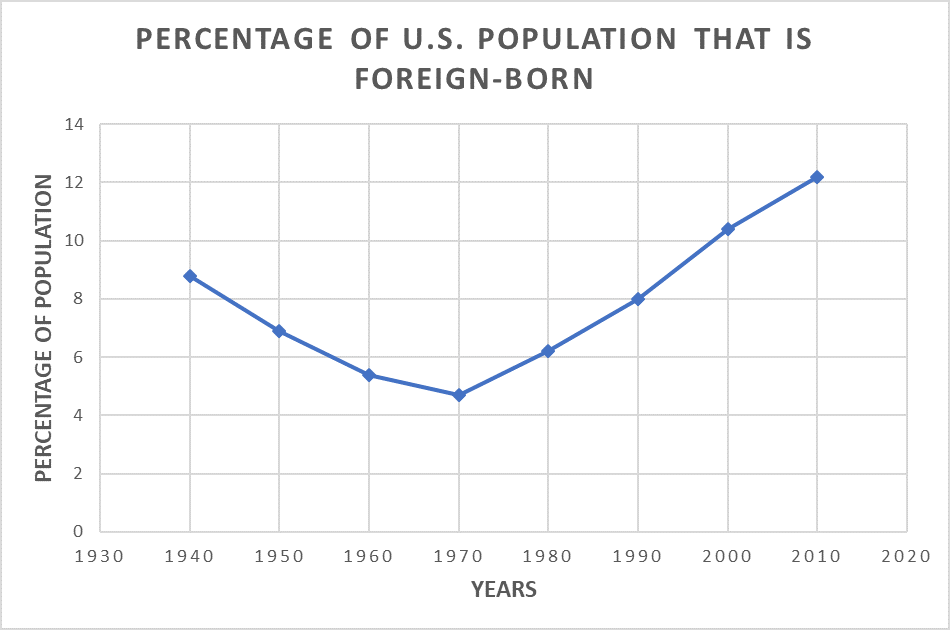 PERCENTAGE OF U.S. POPULATION THAT IS
FOREIGN-BORN
PERCENTAGE OF POPULATION
14
12
10
8
6
4
2
0
1930 1940 1950 1960 1970 1980 1990 2000 2010 2020
YEARS